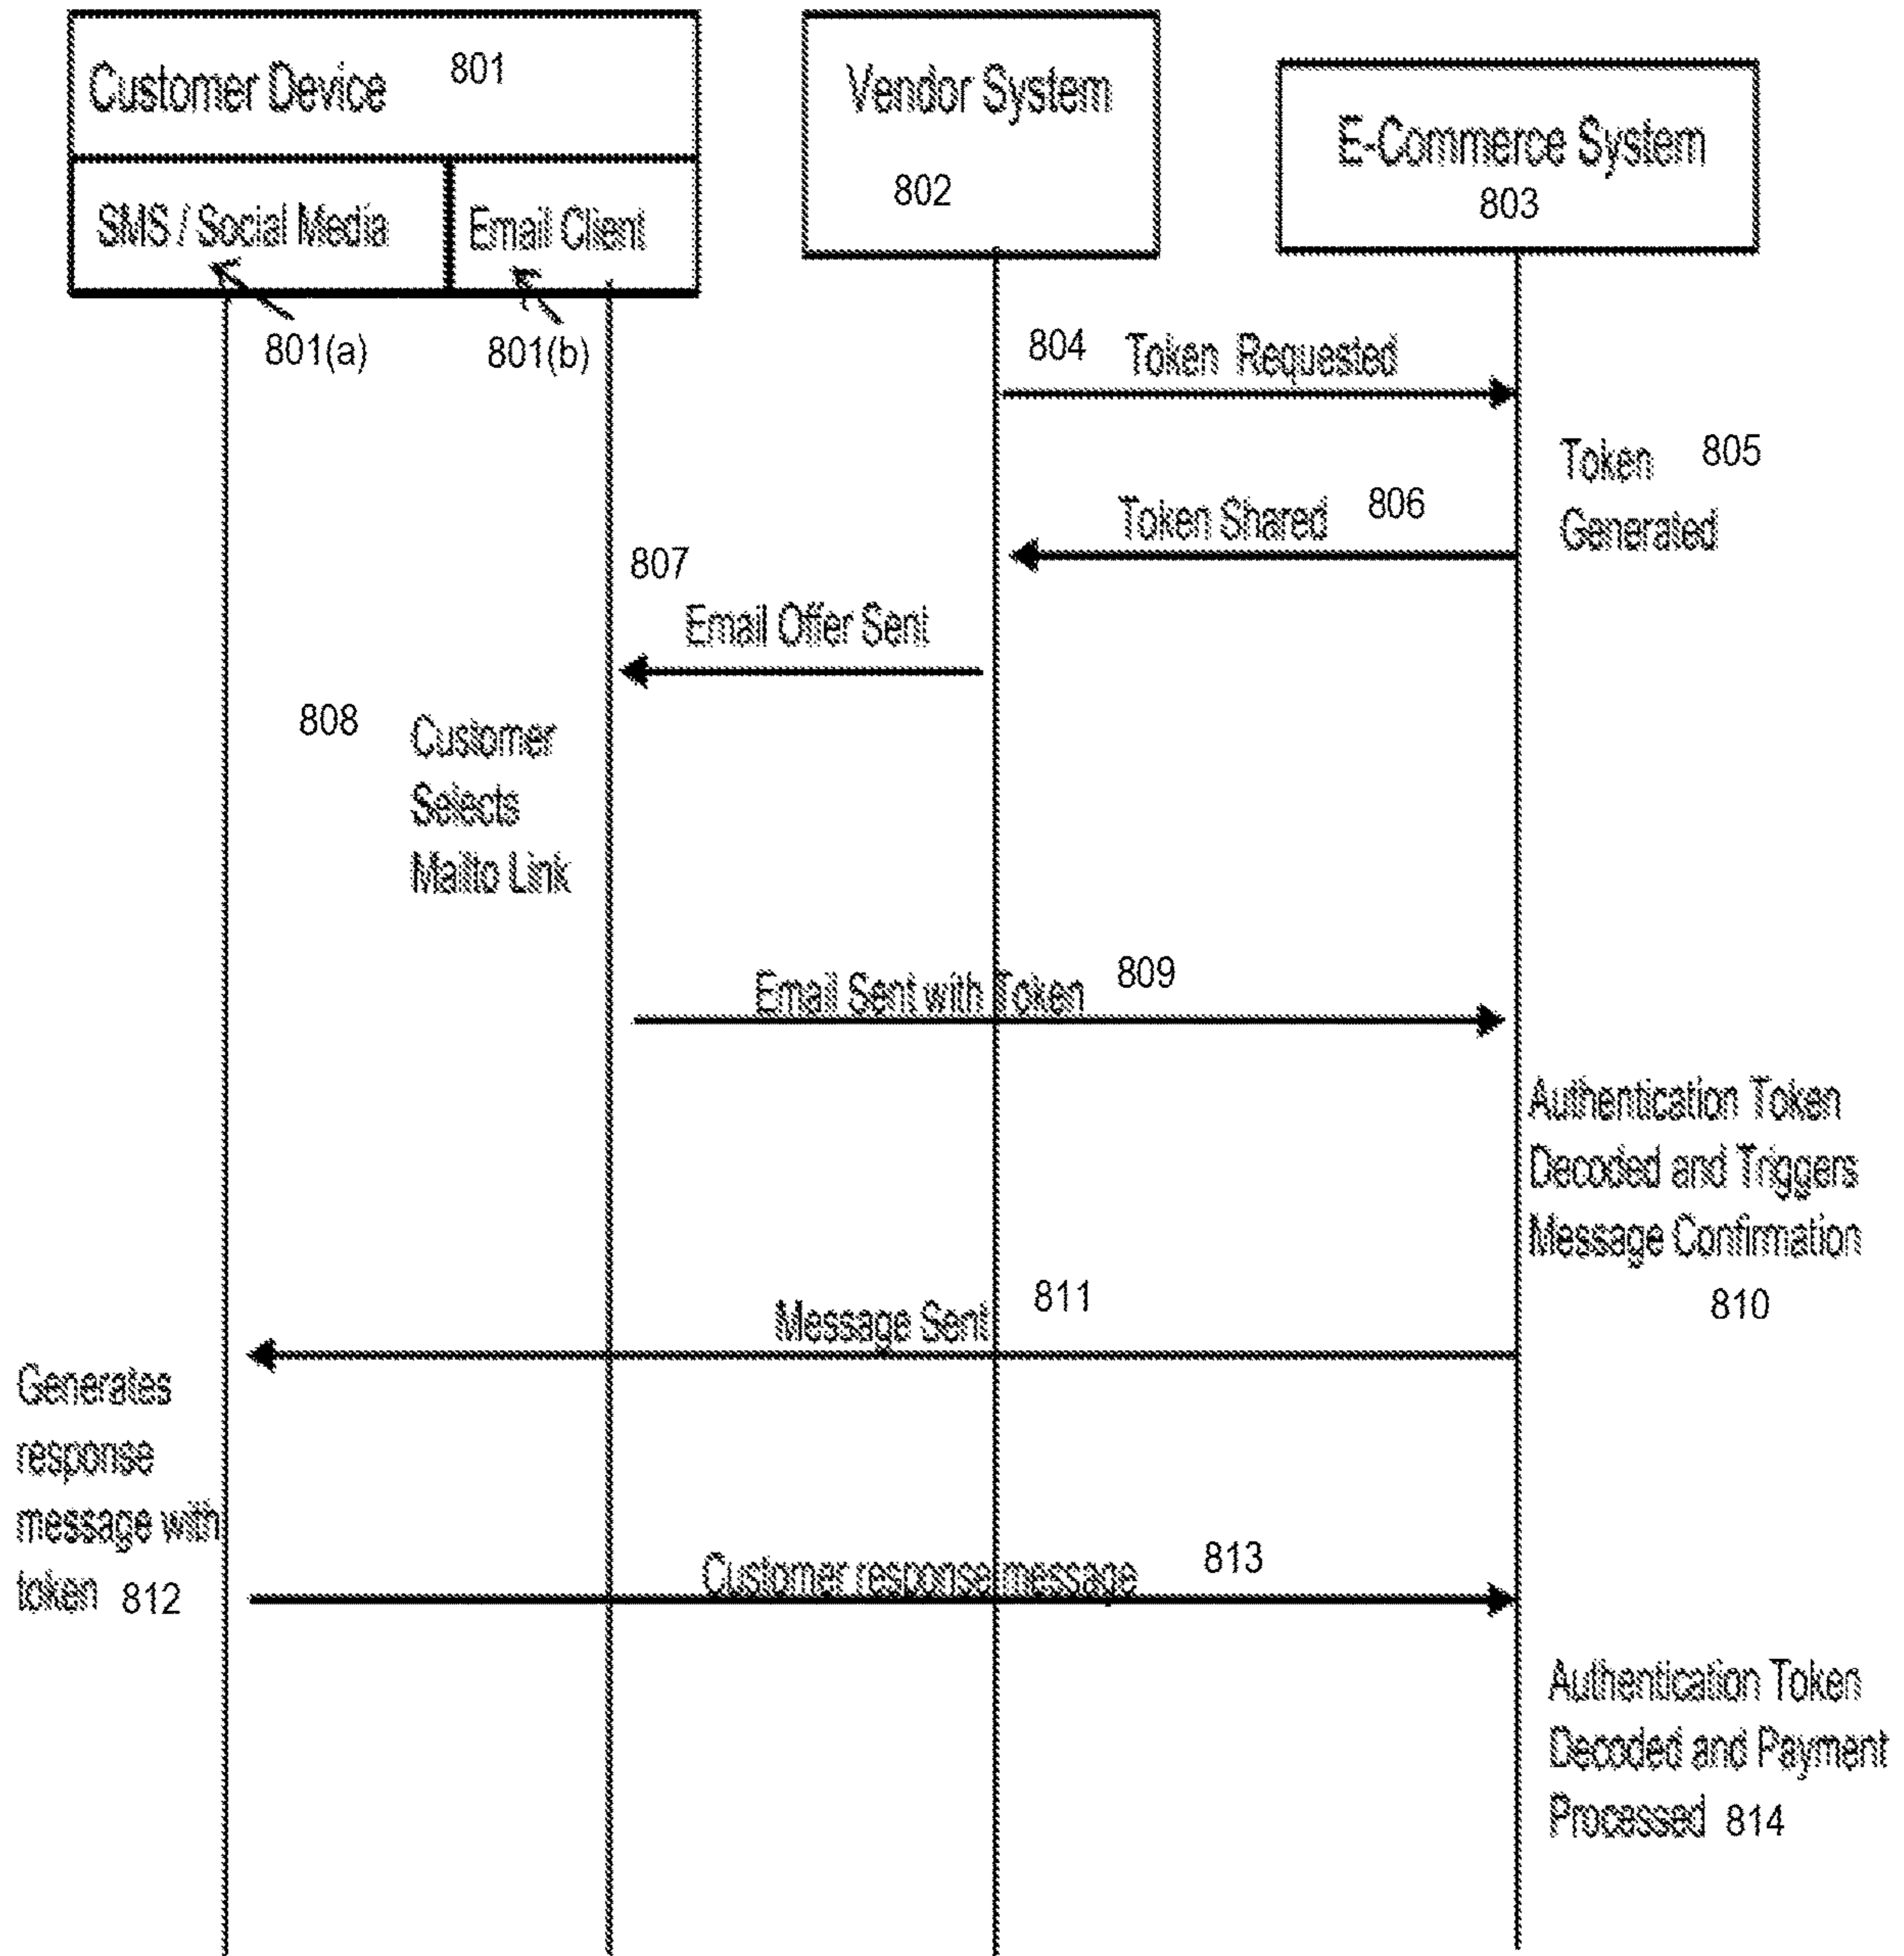 Customer Device 801
SMS / Social Media
Email Client
801(a)
801(b)
Vendor System
802
E-Commerce System
803
804 Token Requested
Token 805
Generated
Token Shared 806
807
Email Offer Sent
808 Customer
Selects
Mailto Link
Email Sent with Token 809
Authentication Token
Decoded and Triggers
Message Confirmation
810
Message Sent 811
Generates
response
message with
token 812
Customer response message 813
Authentication Token
Decoded and Payment
Processed 814